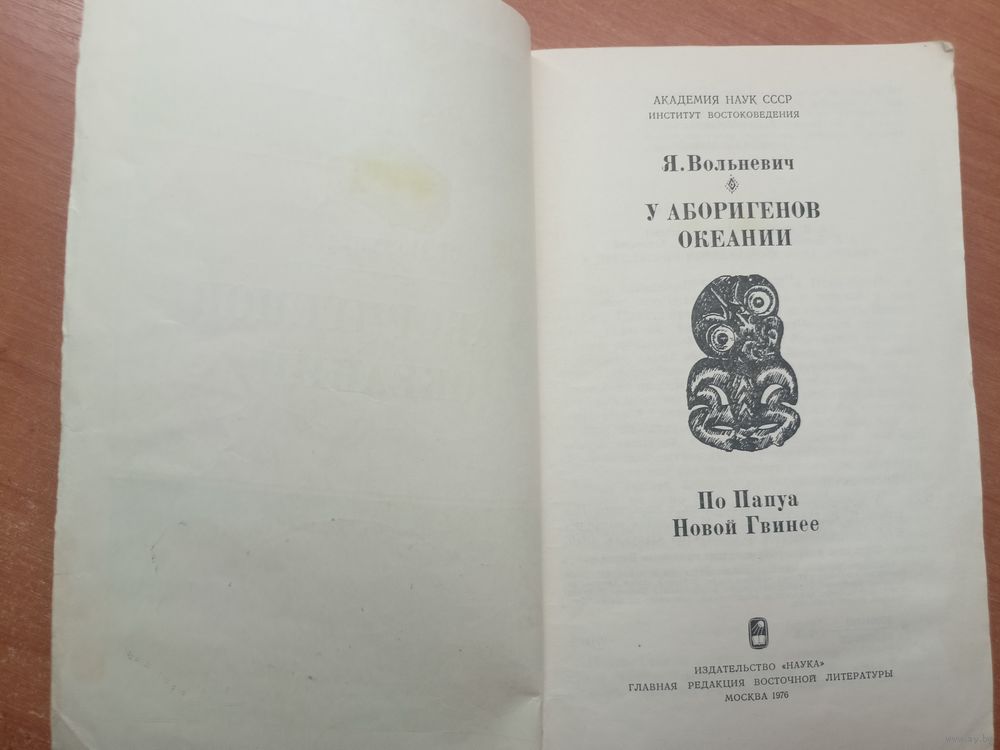 АКАДЕМИЯ НАУК СССР
ИНСТИТУТ ВОСТОКОВЕДЕНИЯ
Я. Вольневич
У АБОРИГЕНОВ
ОКЕАНИИ
По Папуа
Новой Гвинее
ИЗДАТЕЛЬСТВО «НАУКА»
ГЛАВНАЯ РЕДАКЦИЯ ВОСТОЧНОЙ ЛИТЕРАТУРЫ
МОСКВА 1976